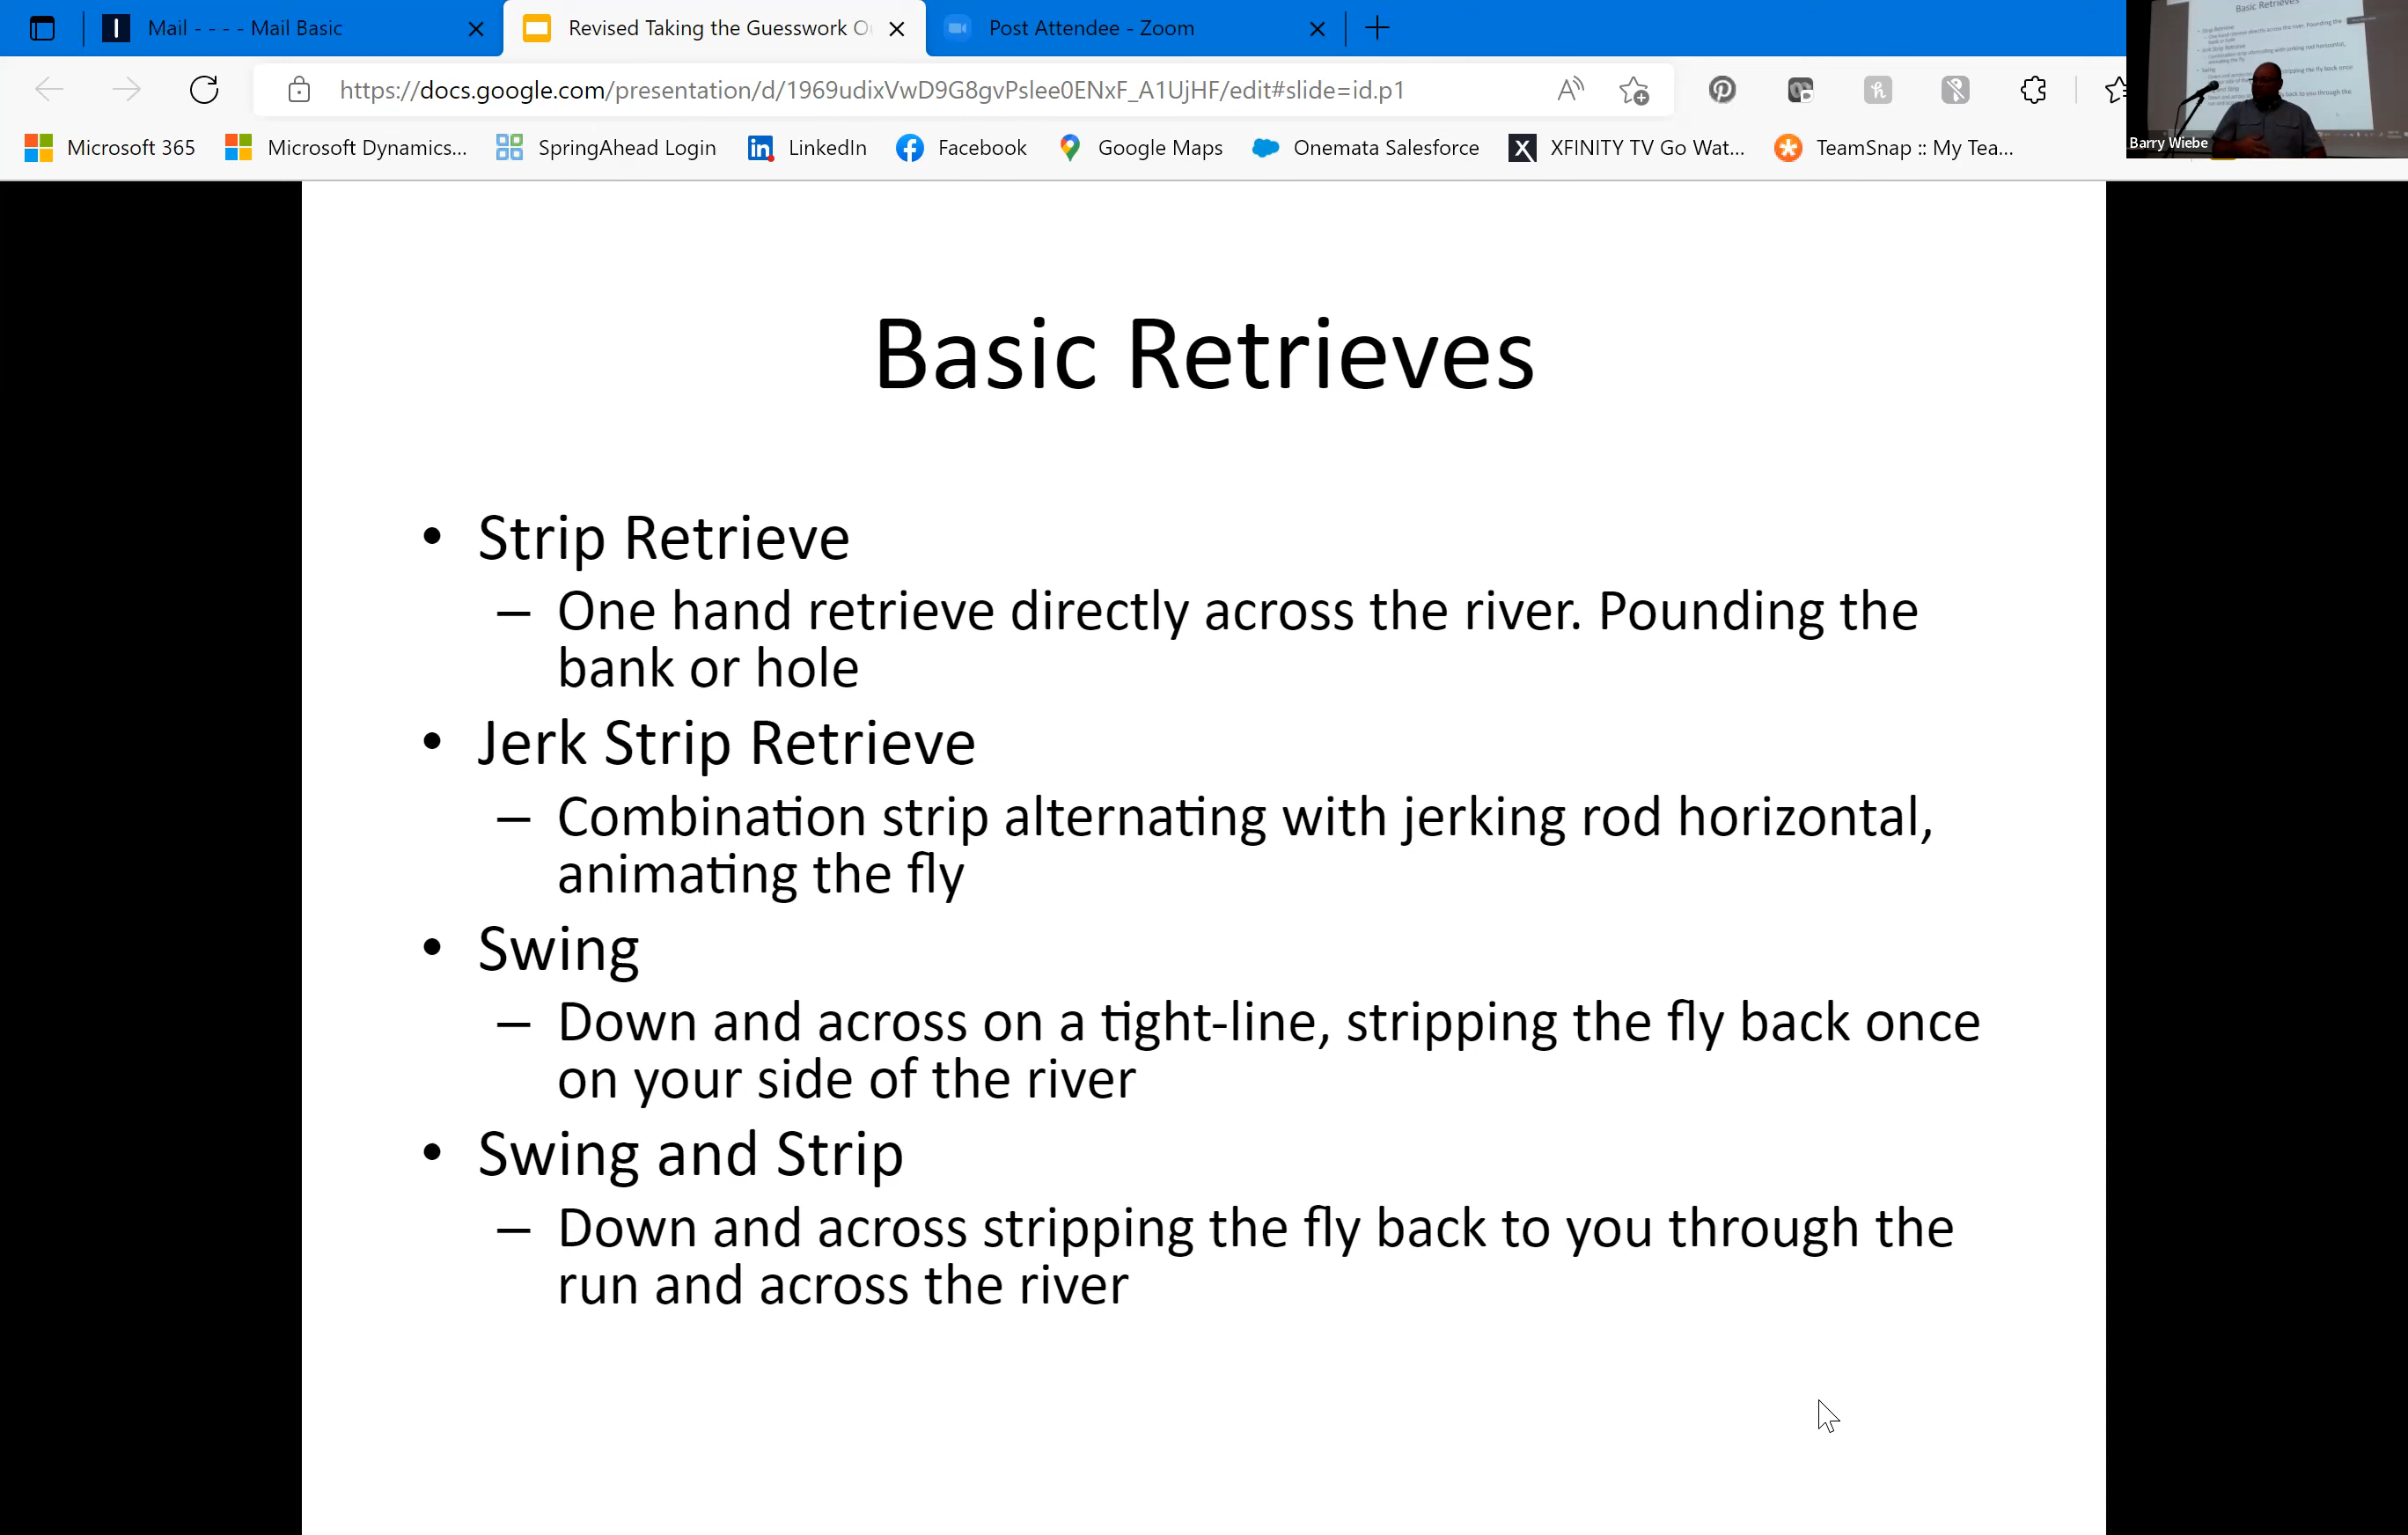 Mail - - - - Mail Basic
Revised Taking the Guesswork O
Post Attendee - Zoom
https://docs.google.com/presentation/d/1969udixVwD9G8gvPslee0ENxF_A1UjHF/edit#slide=id.p1
Microsoft 365
Microsoft Dynamics...
SpringAhead Login
LinkedIn
Facebook
Google Maps
Onemata Salesforce
XFINITY TV Go Wat...
TeamSnap :: My Tea...
Basic Retrieves
Barry Wiebe
Basic Retrieves
• Strip Retrieve
– One hand retrieve directly across the river. Pounding the
bank or hole
• Jerk Strip Retrieve
– Combination strip alternating with jerking rod horizontal,
animating the fly
• Swing
– Down and across on a tight-line, stripping the fly back once
on your side of the river
• Swing and Strip
– Down and across stripping the fly back to you through the
run and across the river